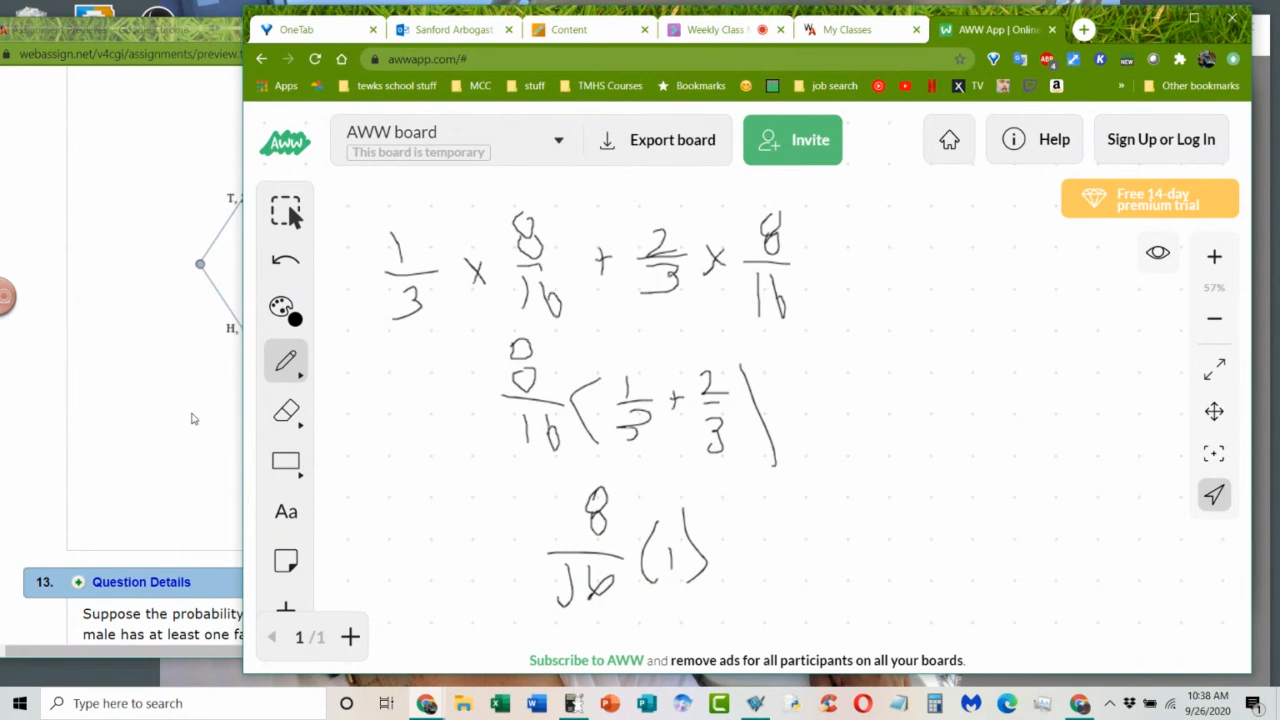 OneTab
Sanford Arbogast
Content
Weekly Class M
My Classes
AWW App | Online
webassign.net/v4cgi/assignments/preview.t
awwapp.com/#
Apps
tewks school stuff
MCC
stuff
TMHS Courses
Bookmarks
job search
TV
Other bookmarks
AWW
AWW board
This board is temporary
Export board
Invite
Help
Sign Up or Log In
Free 14-day
premium trial
T,
1/3 x 8/16 + 2/3 x 8/16
57%
H,
8/16 (1/3 + 2/3)
Aa
8/16 (1)
13. Question Details
Suppose the probability
male has at least one fa
1 / 1
Subscribe to AWW and remove ads for all participants on all your boards.
Type here to search
10:38 AM
9/26/2020